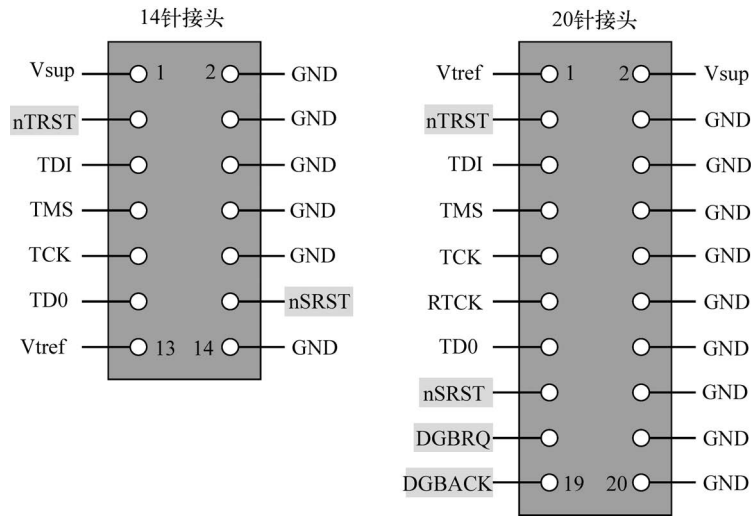 14针接头
Vsup 1 2 GND
nTRST GND
TDI GND
TMS GND
TCK GND
TD0 nSRST
Vtref 13 14 GND
20针接头
Vtref 1 2 Vsup
nTRST GND
TDI GND
TMS GND
TCK GND
RTCK GND
TD0 GND
nSRST GND
DGBRQ GND
DGBACK 19 20 GND